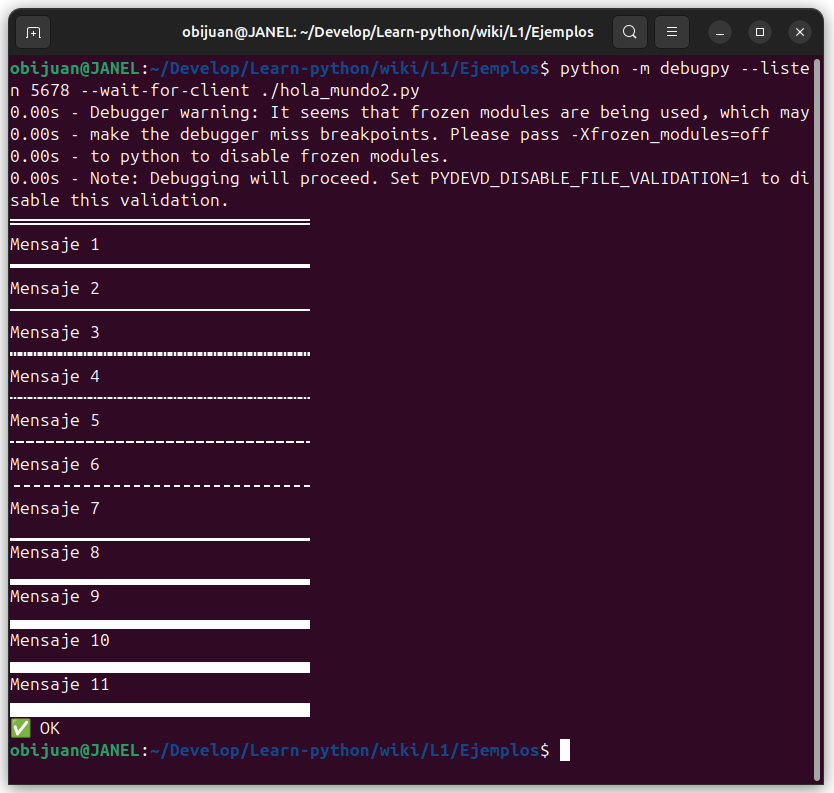 obijuan@JANEL: ~/Develop/Learn-python/wiki/L1/Ejemplos
obijuan@JANEL:~/Develop/Learn-python/wiki/L1/Ejemplos$ python -m debugpy --liste
n 5678 --wait-for-client ./hola_mundo2.py
0.00s - Debugger warning: It seems that frozen modules are being used, which may
0.00s - make the debugger miss breakpoints. Please pass -Xfrozen_modules=off
0.00s - to python to disable frozen modules.
0.00s - Note: Debugging will proceed. Set PYDEVD_DISABLE_FILE_VALIDATION=1 to di
sable this validation.
Mensaje 1
Mensaje 2
Mensaje 3
Mensaje 4
Mensaje 5
Mensaje 6
Mensaje 7
Mensaje 8
Mensaje 9
Mensaje 10
Mensaje 11
✅ OK
obijuan@JANEL:~/Develop/Learn-python/wiki/L1/Ejemplos$